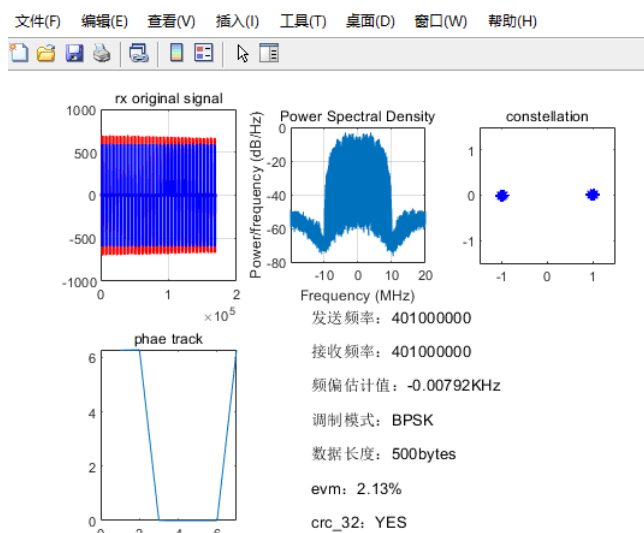 文件(F) 编辑(E) 查看(V) 插入(I) 工具(T) 桌面(D) 窗口(W) 帮助(H)
rx original signal
1000
500
0
-500
-1000
0 1 2
×10^5
Power Spectral Density
Power/frequency (dB/Hz)
0
-20
-40
-60
-80
-10 0 10 20
Frequency (MHz)
constellation
1
0
-1
-1 0 1
phae track
6
4
2
0
0 2 4 6
发送频率：401000000
接收频率：401000000
频偏估计值：-0.00792KHz
调制模式：BPSK
数据长度：500bytes
evm：2.13%
crc_32：YES